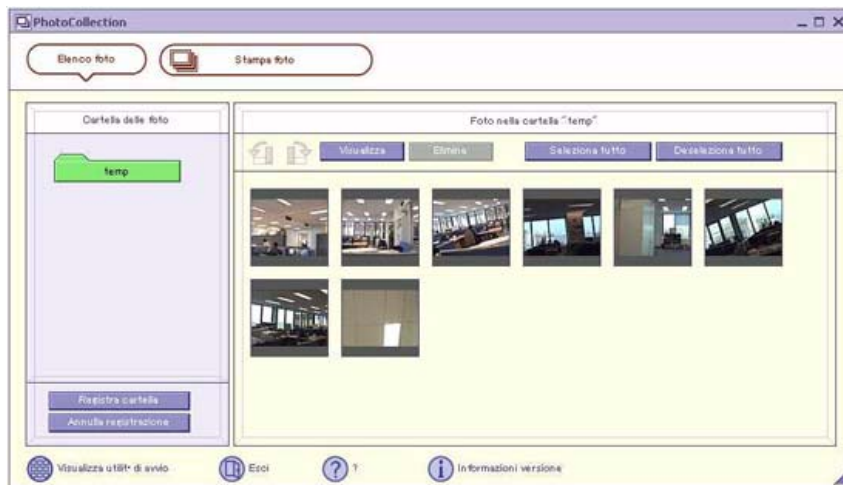 PhotoCollection
Elenco foto
Stampa foto
Cartella delle foto
Foto nella cartella "temp"
Visualizza
Elimina
Seleziona tutto
Deseleziona tutto
temp
Registra cartella
Annulla registrazione
Visualizza utilit• di avvio
Esci
?
?
i
Informazioni versione